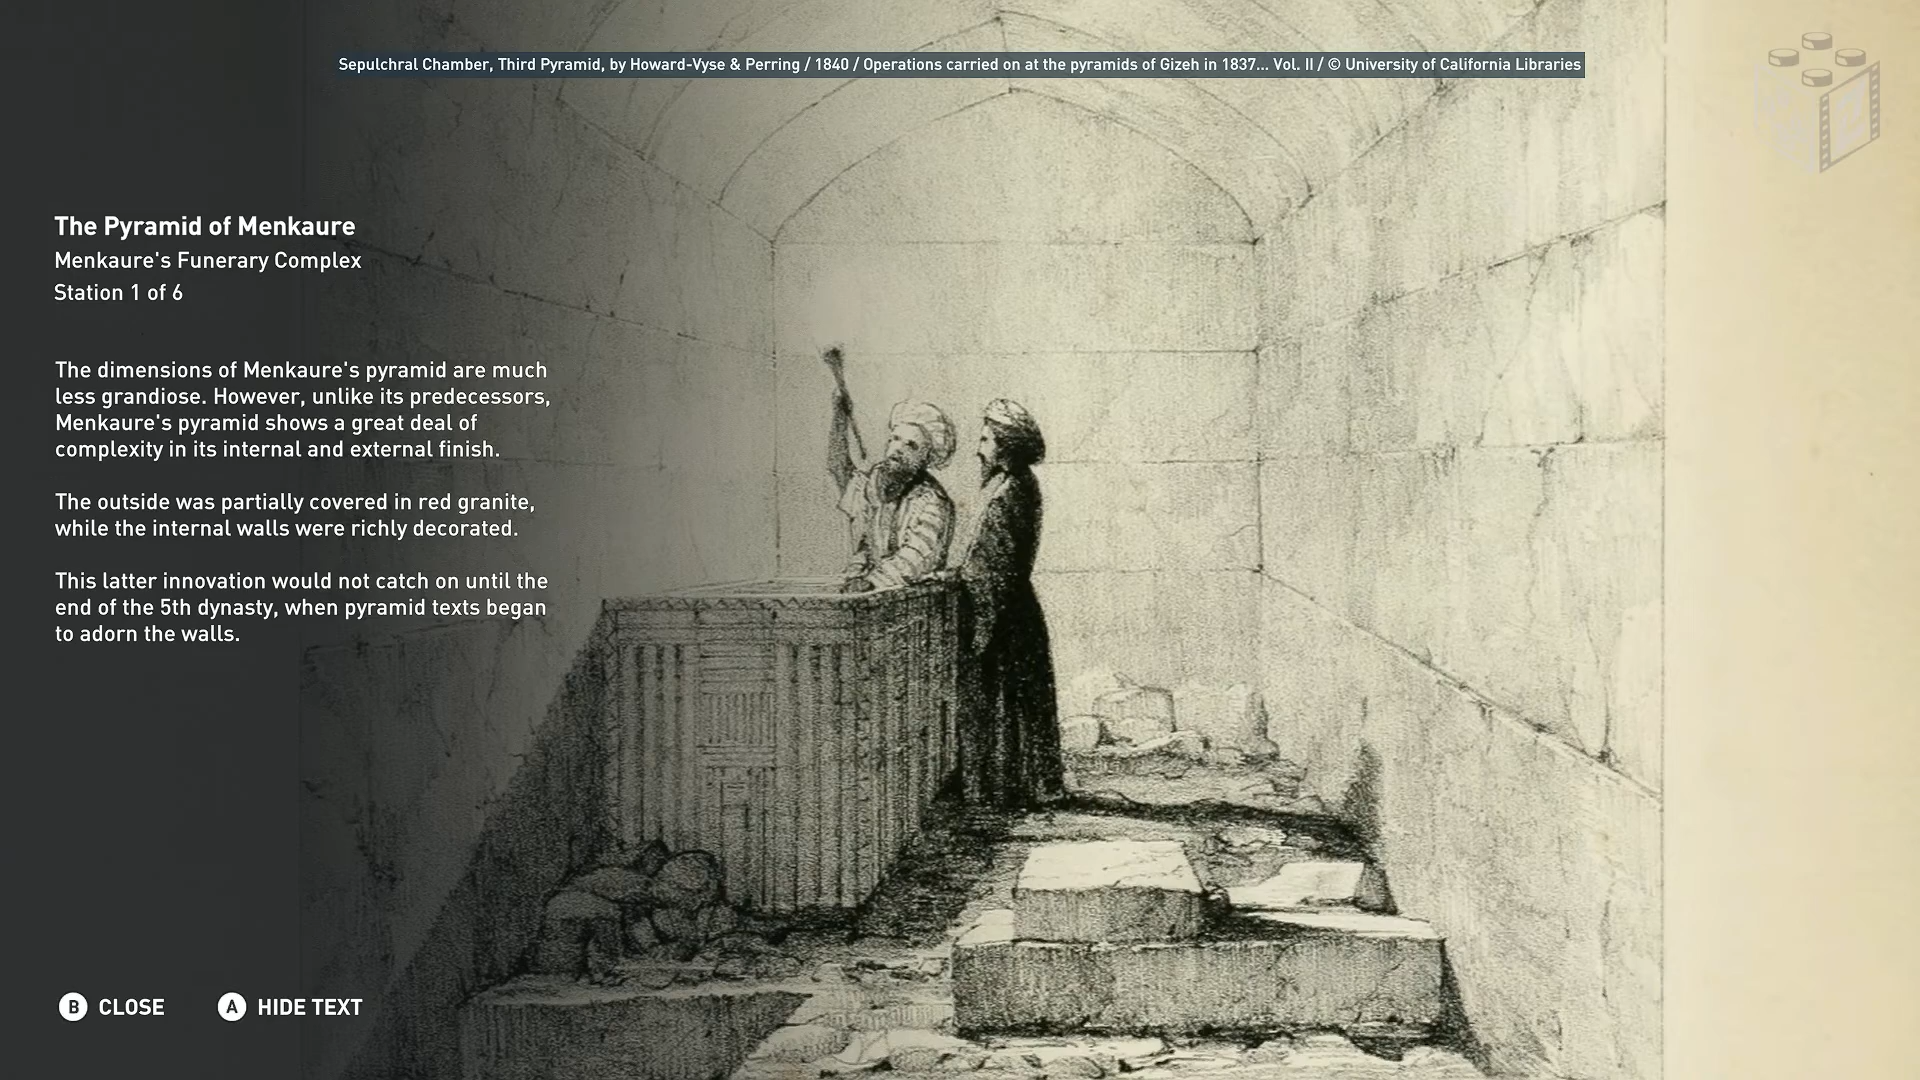 Sepulchral Chamber, Third Pyramid, by Howard-Vyse & Perring / 1840 / Operations carried on at the pyramids of Gizeh in 1837... Vol. II / © University of California Libraries
The Pyramid of Menkaure
Menkaure's Funerary Complex
Station 1 of 6
The dimensions of Menkaure's pyramid are much
less grandiose. However, unlike its predecessors,
Menkaure's pyramid shows a great deal of
complexity in its internal and external finish.
The outside was partially covered in red granite,
while the internal walls were richly decorated.
This latter innovation would not catch on until the
end of the 5th dynasty, when pyramid texts began
to adorn the walls.
B CLOSE A HIDE TEXT